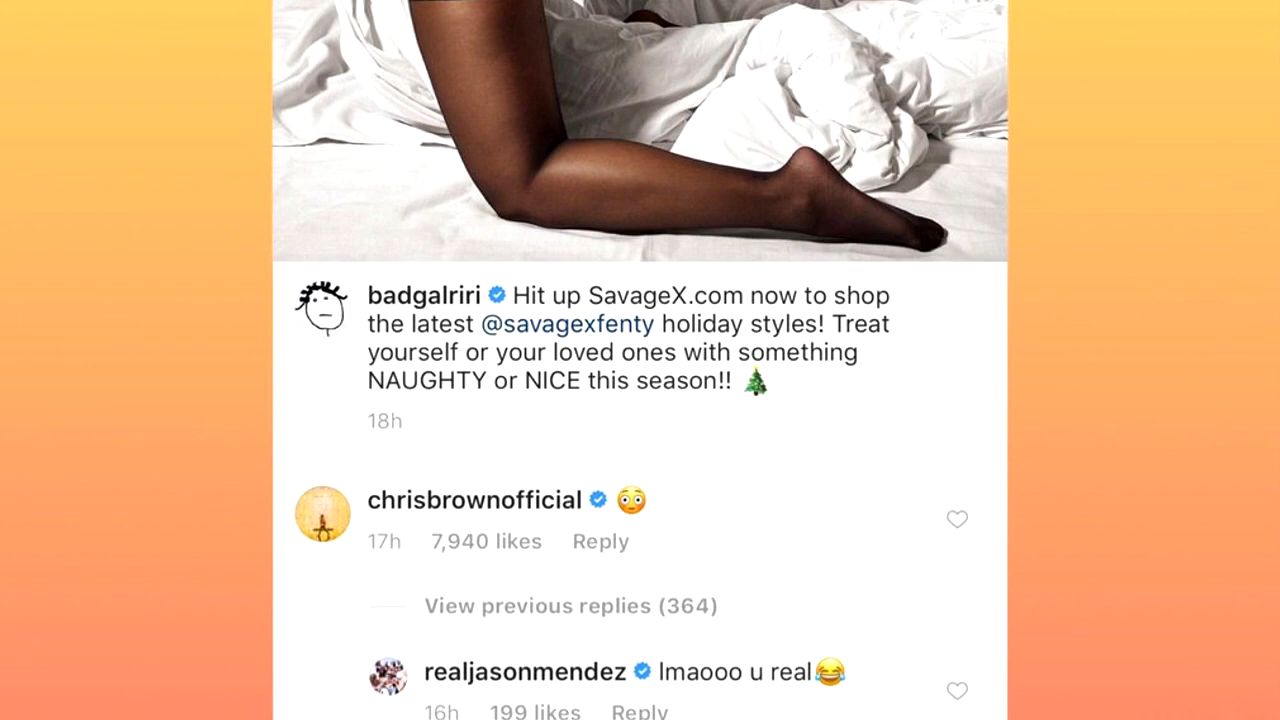 badgalriri Hit up SavageX.com now to shop
the latest @savagexfenty holiday styles! Treat
yourself or your loved ones with something
NAUGHTY or NICE this season!! 🎄
18h
chrisbrownofficial 😳
17h 7,940 likes Reply
View previous replies (364)
realjasonmendez lmaooo u real😂
16h 199 likes Reply